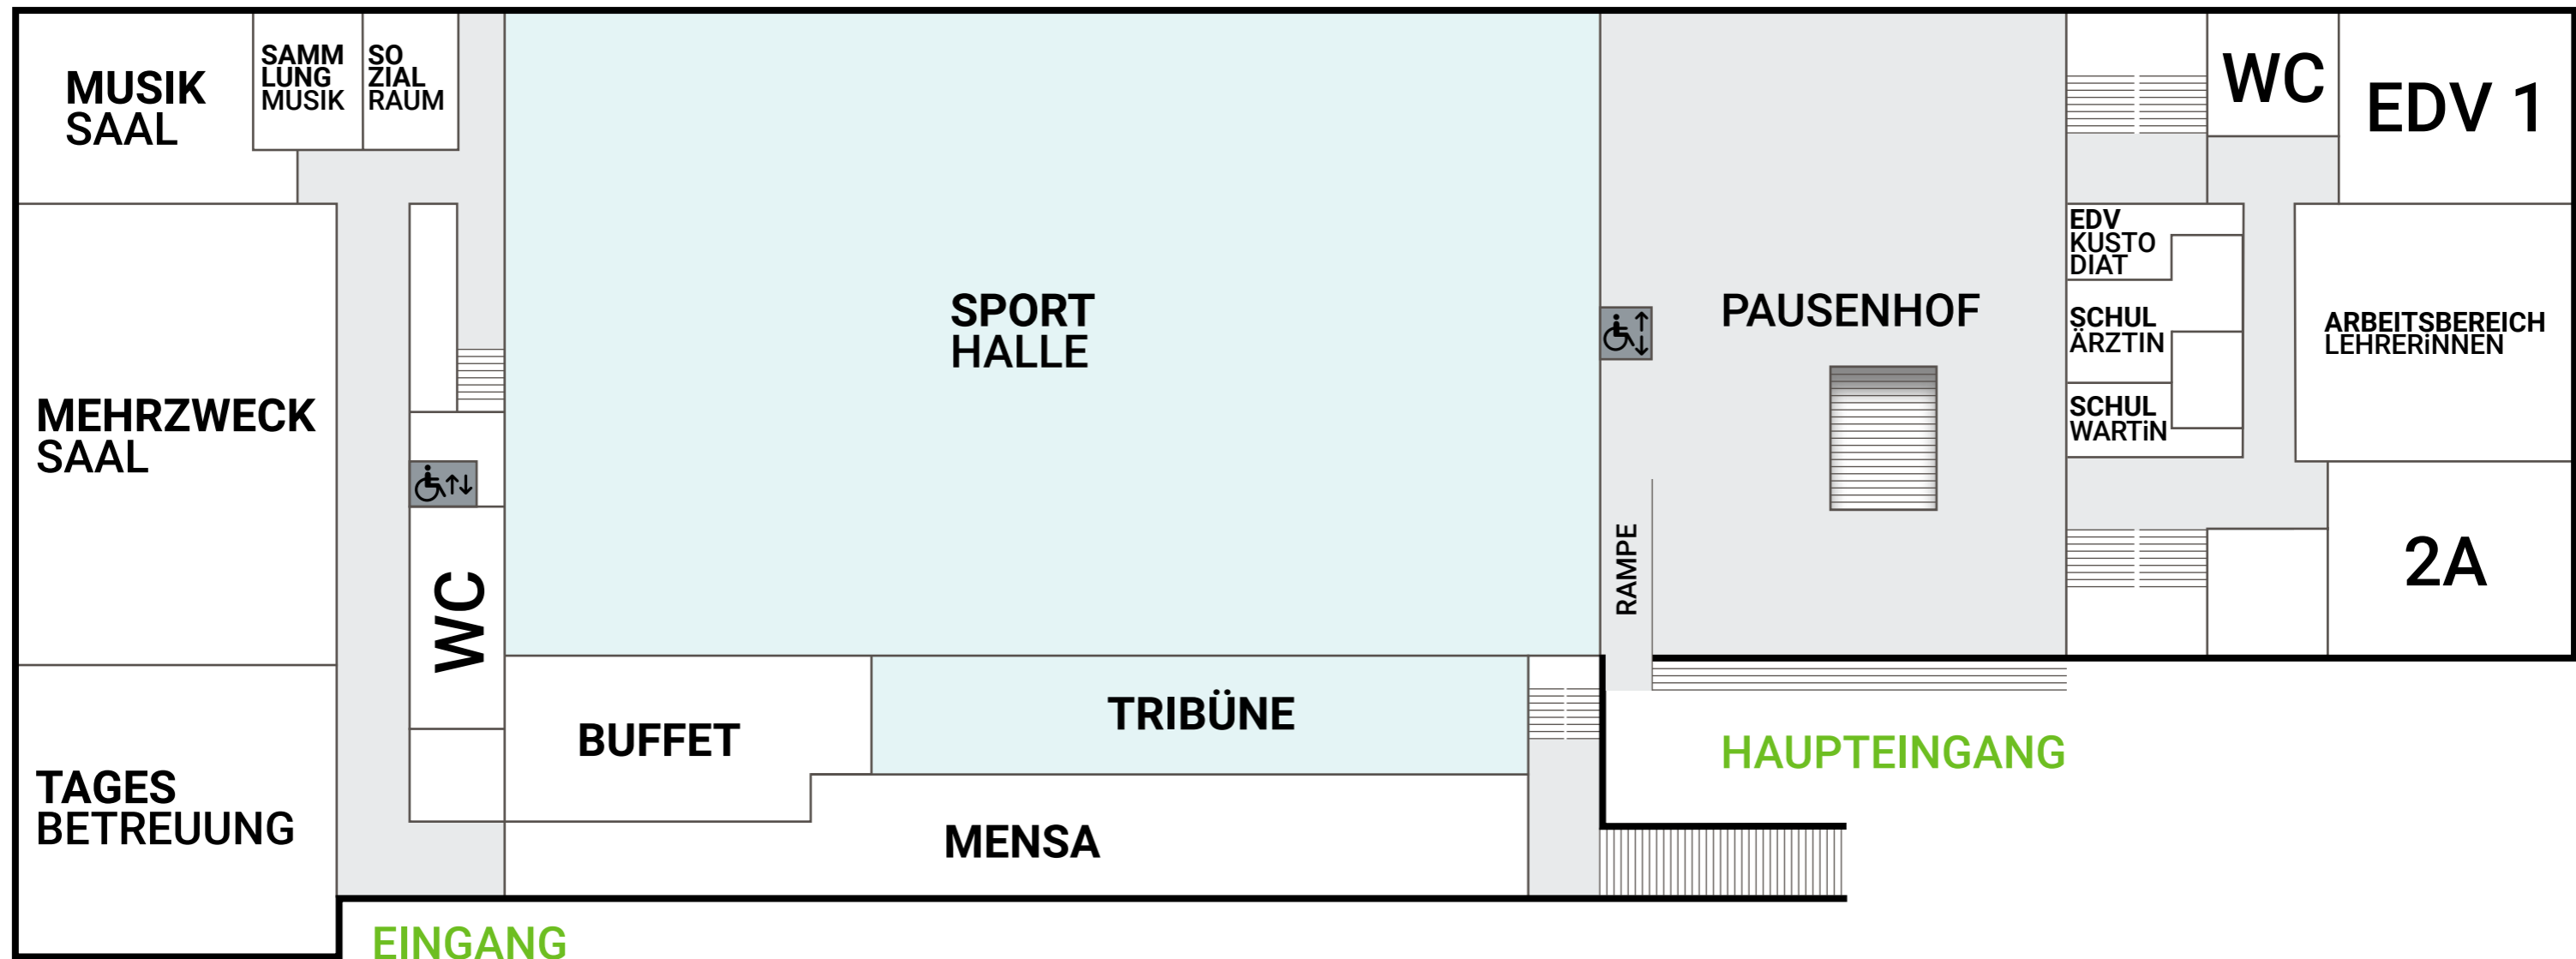 MUSIK
SAAL
SAMM
LUNG
MUSIK
SO
ZIAL
RAUM
WC
EDV 1
EDV
KUSTO
DIAT
SPORT
HALLE
PAUSENHOF
SCHUL
ÄRZTIN
ARBEITSBEREICH
LEHRERiNNEN
MEHRZWECK
SAAL
SCHUL
WARTiN
RAMPE
2A
WC
BUFFET
TRIBÜNE
HAUPTEINGANG
TAGES
BETREUUNG
MENSA
EINGANG